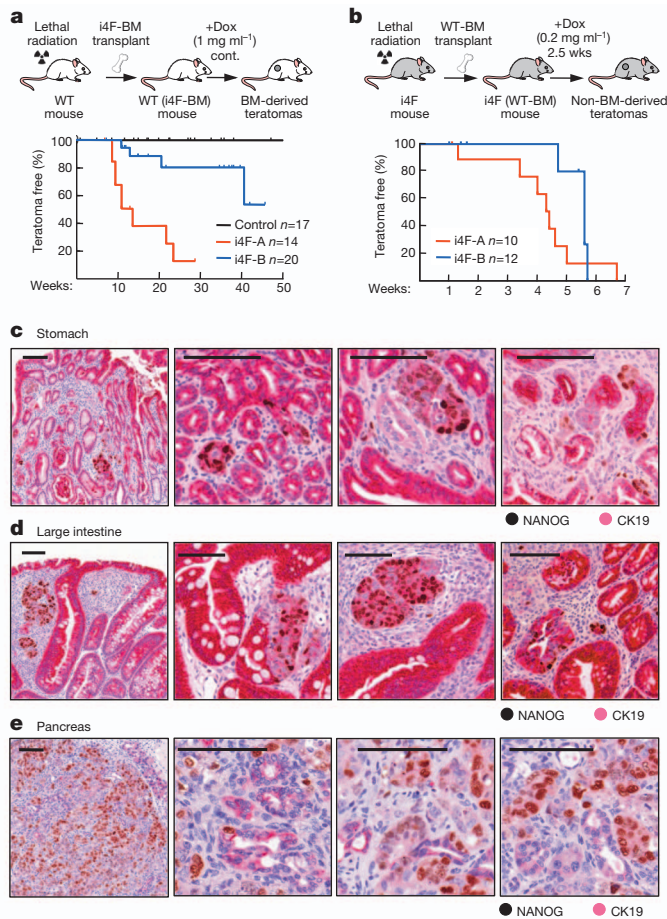 a
Lethal radiation
i4F-BM transplant
+Dox (1 mg ml⁻¹) cont.
WT mouse
WT (i4F-BM) mouse
BM-derived teratomas
Teratoma free (%)
100
80
60
40
20
Control n=17
i4F-A n=14
i4F-B n=20
Weeks: 10 20 30 40 50
b
Lethal radiation
WT-BM transplant
+Dox (0.2 mg ml⁻¹) 2.5 wks
i4F mouse
i4F (WT-BM) mouse
Non-BM-derived teratomas
Teratoma free (%)
100
80
60
40
20
i4F-A n=10
i4F-B n=12
Weeks: 1 2 3 4 5 6 7
c Stomach
NANOG CK19
d Large intestine
NANOG CK19
e Pancreas
NANOG CK19